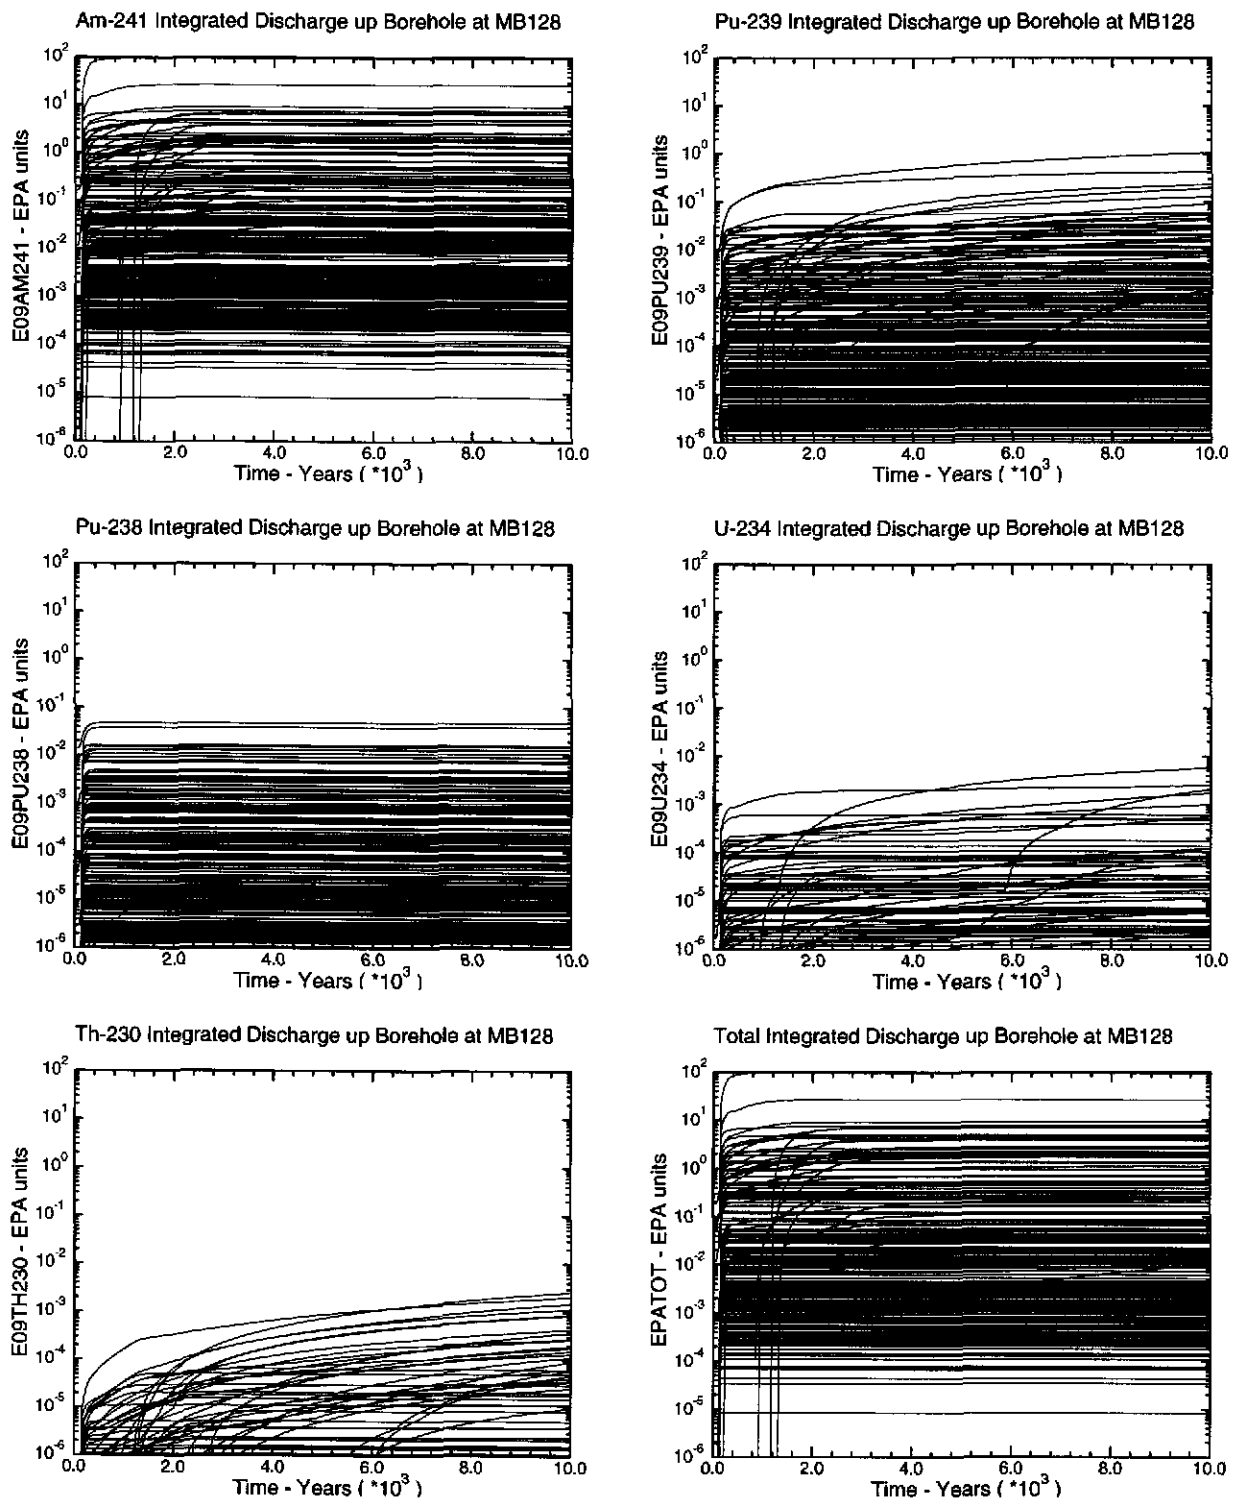 Am-241 Integrated Discharge up Borehole at MB128
10^2
10^1
10^0
10^-1
10^-2
10^-3
10^-4
10^-5
10^-6
E09AM241 - EPA units
0.0 2.0 4.0 6.0 8.0 10.0
Time - Years ( *10^3 )
Pu-239 Integrated Discharge up Borehole at MB128
10^2
10^1
10^0
10^-1
10^-2
10^-3
10^-4
10^-5
10^-6
E09PU239 - EPA units
0.0 2.0 4.0 6.0 8.0 10.0
Time - Years ( *10^3 )
Pu-238 Integrated Discharge up Borehole at MB128
10^2
10^1
10^0
10^-1
10^-2
10^-3
10^-4
10^-5
10^-6
E09PU238 - EPA units
0.0 2.0 4.0 6.0 8.0 10.0
Time - Years ( *10^3 )
U-234 Integrated Discharge up Borehole at MB128
10^2
10^1
10^0
10^-1
10^-2
10^-3
10^-4
10^-5
10^-6
E09U234 - EPA units
0.0 2.0 4.0 6.0 8.0 10.0
Time - Years ( *10^3 )
Th-230 Integrated Discharge up Borehole at MB128
10^2
10^1
10^0
10^-1
10^-2
10^-3
10^-4
10^-5
10^-6
E09TH230 - EPA units
0.0 2.0 4.0 6.0 8.0 10.0
Time - Years ( *10^3 )
Total Integrated Discharge up Borehole at MB128
10^2
10^1
10^0
10^-1
10^-2
10^-3
10^-4
10^-5
10^-6
EPATOT - EPA units
0.0 2.0 4.0 6.0 8.0 10.0
Time - Years ( *10^3 )